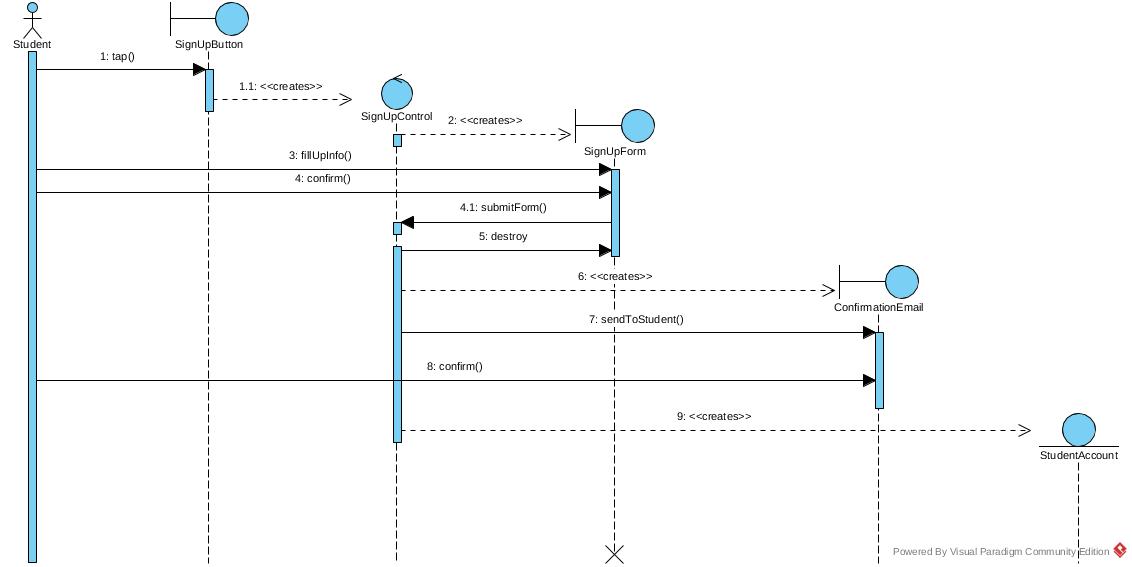 Student
SignUpButton
1: tap()
1.1: <<creates>>
SignUpControl
2: <<creates>>
SignUpForm
3: fillUpInfo()
4: confirm()
4.1: submitForm()
5: destroy
6: <<creates>>
ConfirmationEmail
7: sendToStudent()
8: confirm()
9: <<creates>>
StudentAccount
Powered By Visual Paradigm Community Edition